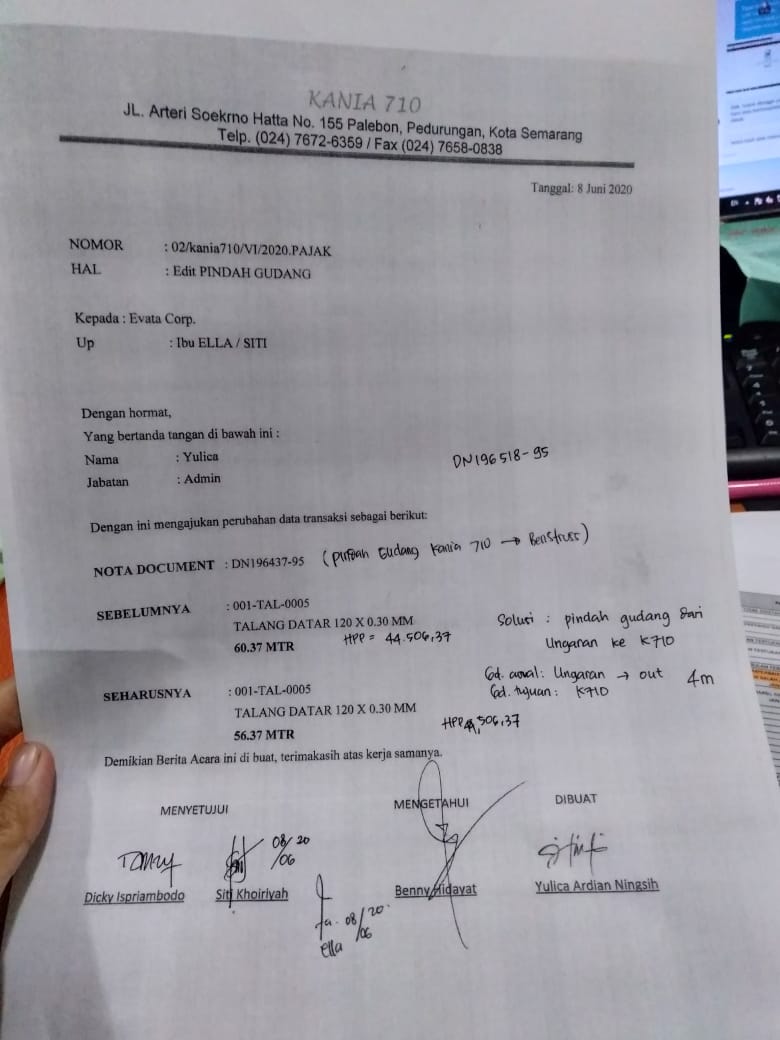 KANIA 710
JL. Arteri Soekrno Hatta No. 155 Palebon, Pedurungan, Kota Semarang
Telp. (024) 7672-6359 / Fax (024) 7658-0838
Tanggal: 8 Juni 2020
NOMOR : 02/kania710/VI/2020.PAJAK
HAL : Edit PINDAH GUDANG
Kepada : Evata Corp.
Up : Ibu ELLA / SITI
Dengan hormat,
Yang bertanda tangan di bawah ini :
Nama : Yulica
Jabatan : Admin
DN196518-95
Dengan ini mengajukan perubahan data transaksi sebagai berikut:
NOTA DOCUMENT : DN196437-95 (pindah Gudang Kania 710 →
SEBELUMNYA : 001-TAL-0005
TALANG DATAR 120 X 0.30 MM
60.37 MTR HPP = 44.506,37
Solusi : pindah gudang dari
Ungaran ke K710
Gd. awal : Ungaran → out 4m
Gd. tujuan : K710
SEHARUSNYA : 001-TAL-0005
TALANG DATAR 120 X 0.30 MM
56.37 MTR
HPP 506,37
Demikian Berita Acara ini di buat, terimakasih atas kerja samanya.
MENYETUJUI MENGETAHUI DIBUAT
08/20
/06
Dicky Ispriambodo Siti Khoiriyah Benny Hidayat Yulica Ardian Ningsih
08/20
/06
ella